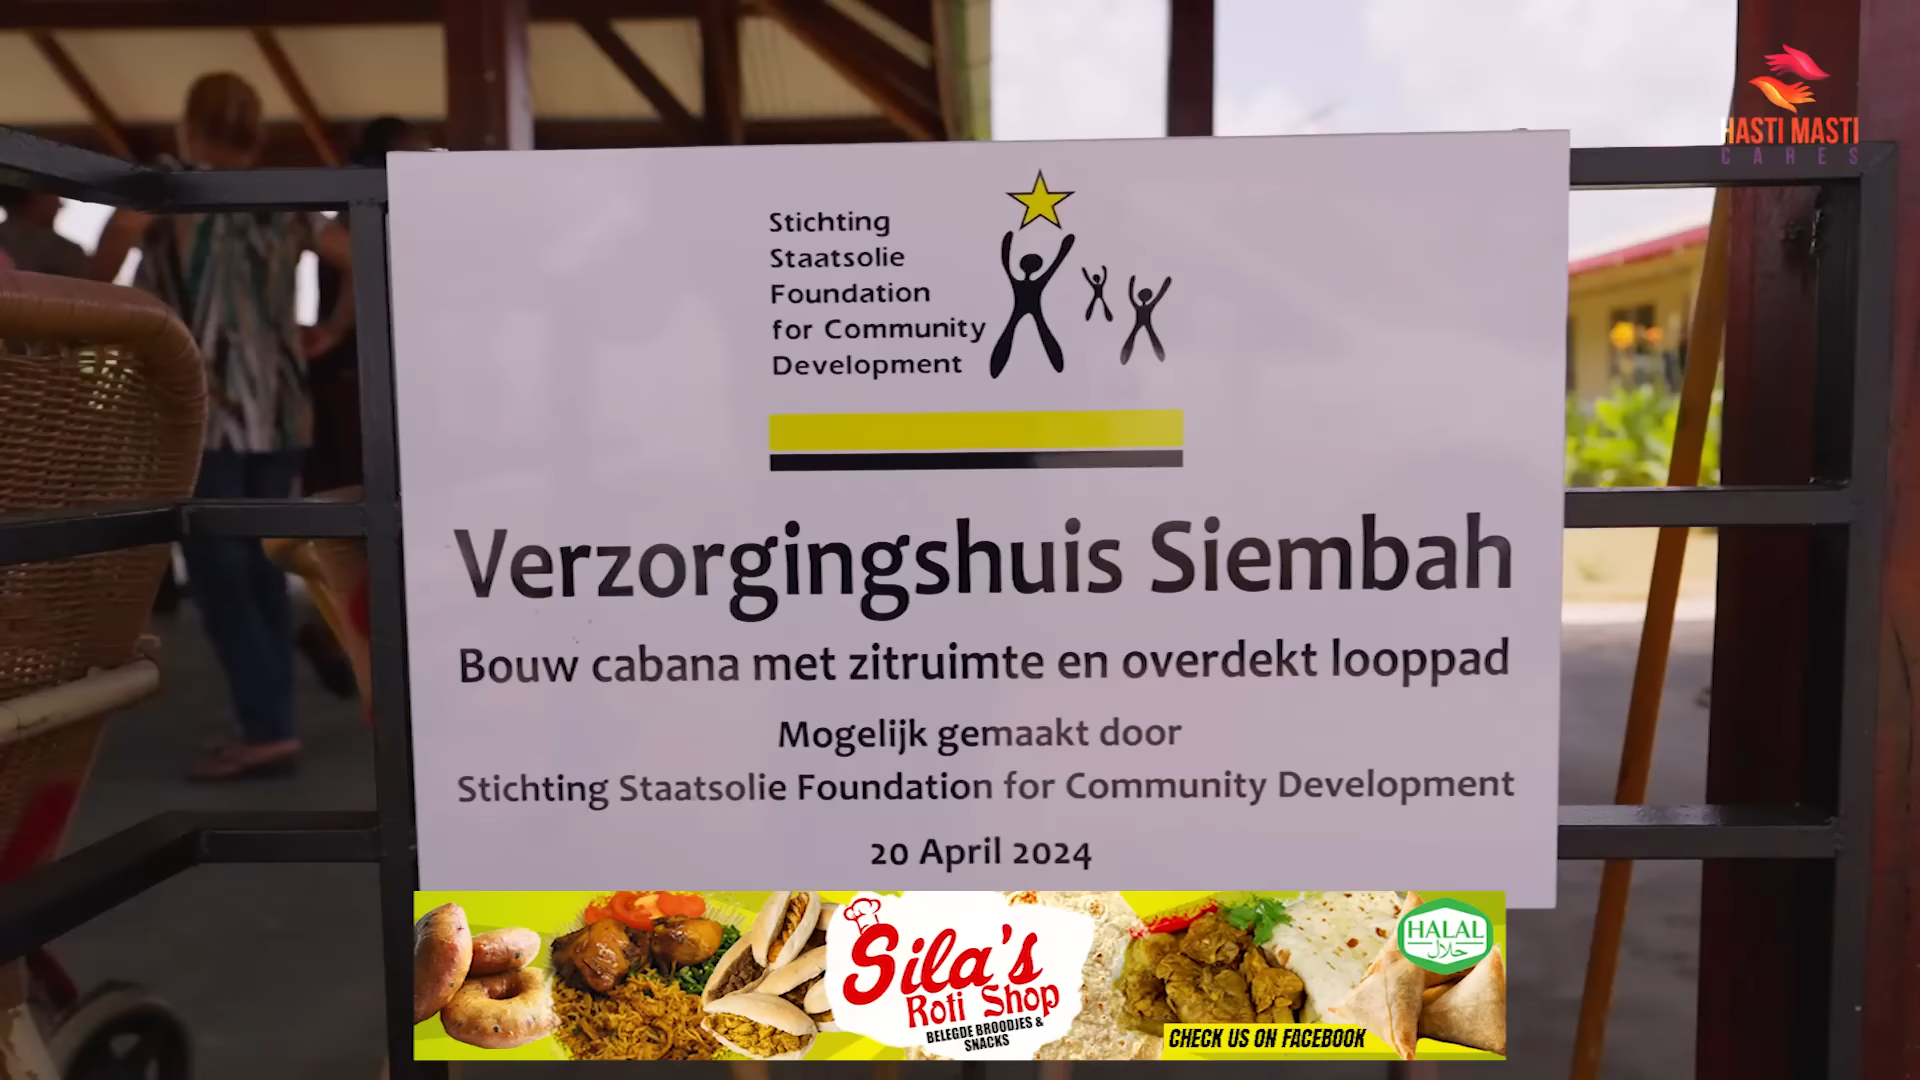 HASTI MASTI
CARES
Stichting
Staatsolie
Foundation
for Community
Development
Verzorgingshuis Siembah
Bouw cabana met zitruimte en overdekt looppad
Mogelijk gemaakt door
Stichting Staatsolie Foundation for Community Development
20 April 2024
Sila's
Roti Shop
BELEGDE BROODJES &
SNACKS
HALAL
حلال
CHECK US ON FACEBOOK